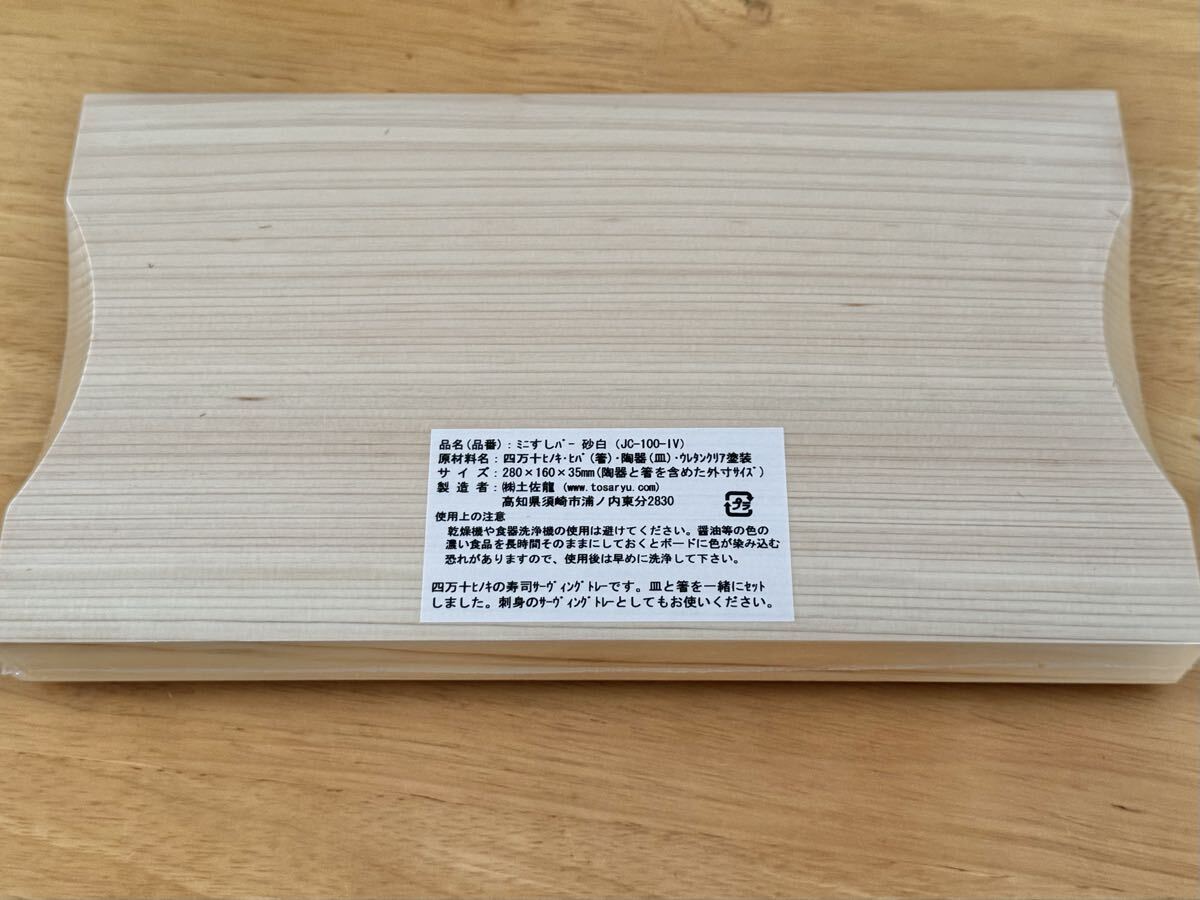 品名(品番)：ﾐﾆすしﾊﾞｰ 砂白 (JC-100-IV)
原材料名：四万十ﾋﾉｷ・ﾋﾊﾞ(箸)・陶器(皿)・ｳﾚﾀﾝｸﾘｱ塗装
サ イ ズ：280×160×35mm(陶器と箸を含めた外寸ｻｲｽﾞ)
製 造 者：㈱土佐龍 (www.tosaryu.com)
高知県須崎市浦ノ内東分2830
プラ
使用上の注意
乾燥機や食器洗浄機の使用は避けてください。醤油等の色の
濃い食品を長時間そのままにしておくとボードに色が染み込む
恐れがありますので、使用後は早めに洗浄して下さい。
四万十ﾋﾉｷの寿司ｻｰｳﾞｨﾝｸﾞﾄﾚｰです。皿と箸を一緒にｾｯﾄ
しました。刺身のｻｰｳﾞｨﾝｸﾞﾄﾚｰとしてもお使いください。